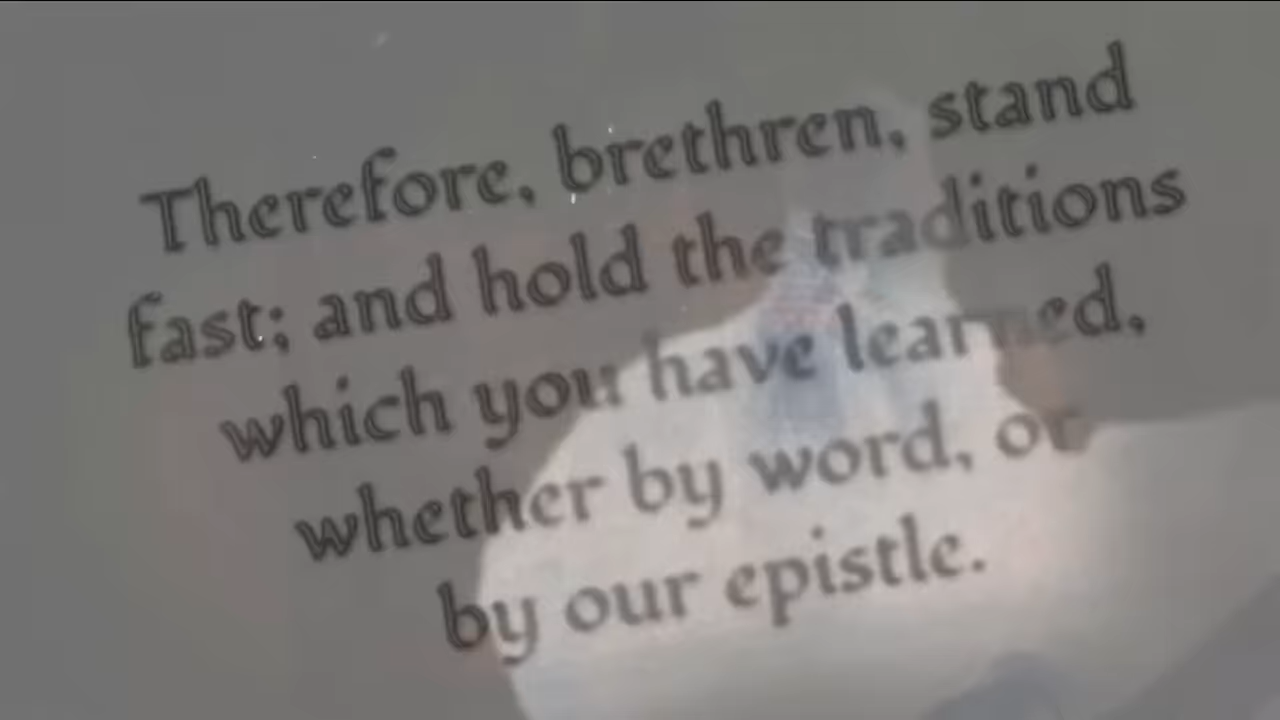 Therefore, brethren, stand
fast; and hold the traditions
which you have learned,
whether by word, or
by our epistle.